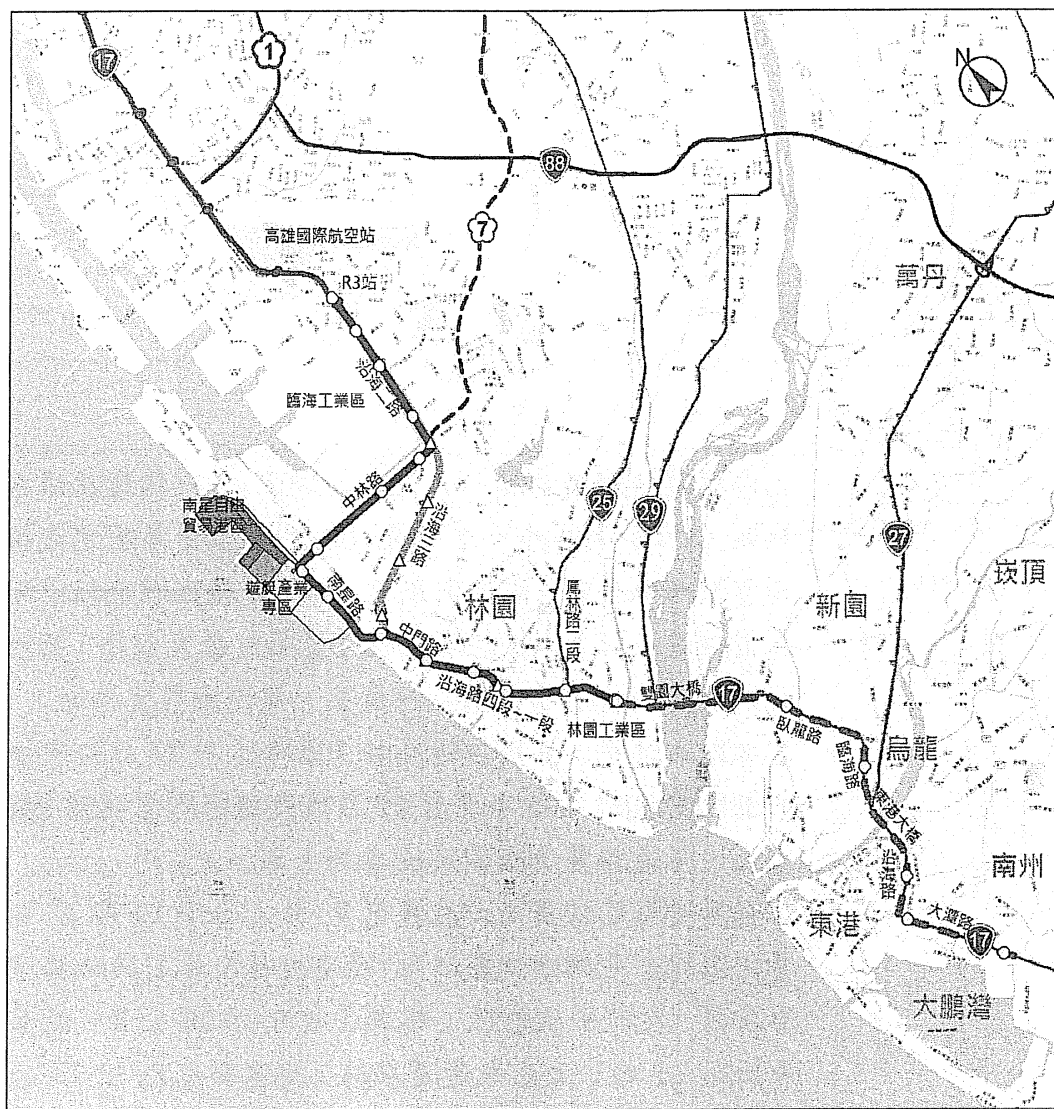 17
1
N
88
高雄國際航空站
7
R3站
萬丹
沿海一路
臨海工業區
中林路
南星自由
貿易港區
沿海三路
25
29
27
崁頂
遊艇產業
專區
南星路
林園
鳳林路二段
新園
中門路
沿海路四段~一段
雙園大橋
17
林園工業區
臥龍路
烏龍
臨海路
東港大橋
沿海路
南州
東港
大潭路
17
大鵬灣